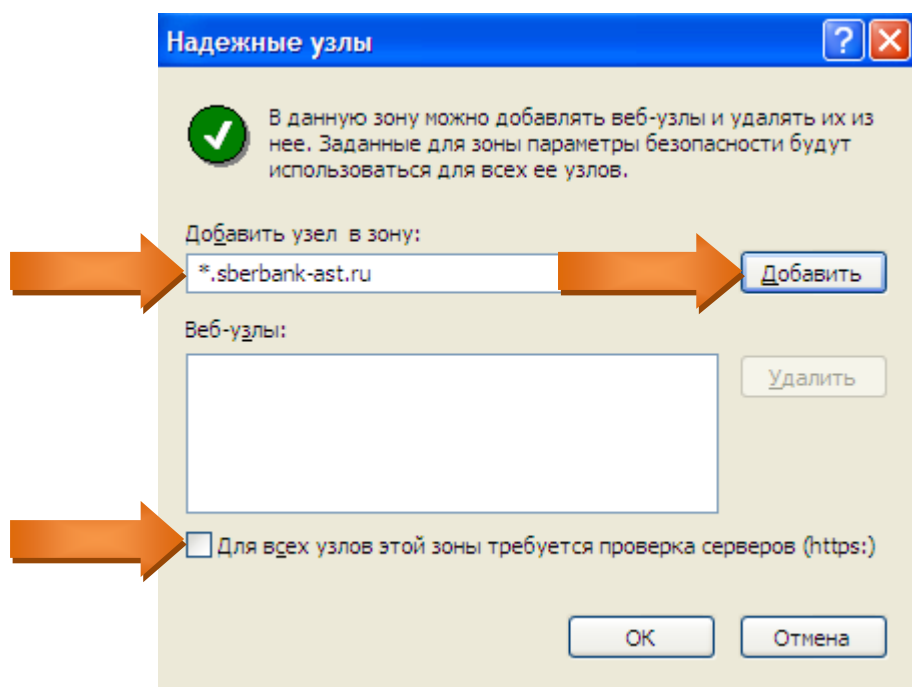 Надежные узлы
В данную зону можно добавлять веб-узлы и удалять их из
нее. Заданные для зоны параметры безопасности будут
использоваться для всех ее узлов.
Добавить узел в зону:
*.sberbank-ast.ru
Добавить
Веб-узлы:
Удалить
Для всех узлов этой зоны требуется проверка серверов (https:)
ОК
Отмена